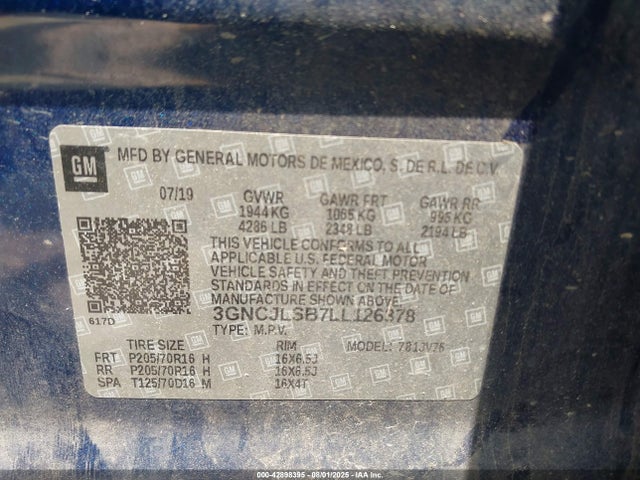 GM
MFD BY GENERAL MOTORS DE MEXICO, S. DE R.L. DE C.V.
07/19 GVWR GAWR FRT GAWR RR
1944 KG 1065 KG 995 KG
4286 LB 2348 LB 2194 LB
THIS VEHICLE CONFORMS TO ALL
APPLICABLE U.S. FEDERAL MOTOR
VEHICLE SAFETY AND THEFT PREVENTION
STANDARDS IN EFFECT ON THE DATE OF
MANUFACTURE SHOWN ABOVE.
617D 3GNCJLSB7LL126378
TYPE: M.P.V. MODEL: 781JV76
TIRE SIZE RIM
FRT P205/70R16 H 16X6.5J
RR P205/70R16 H 16X6.5J
SPA T125/70D16 M 16X4T
000-42898395 - 08/01/2025 - IAA Inc.